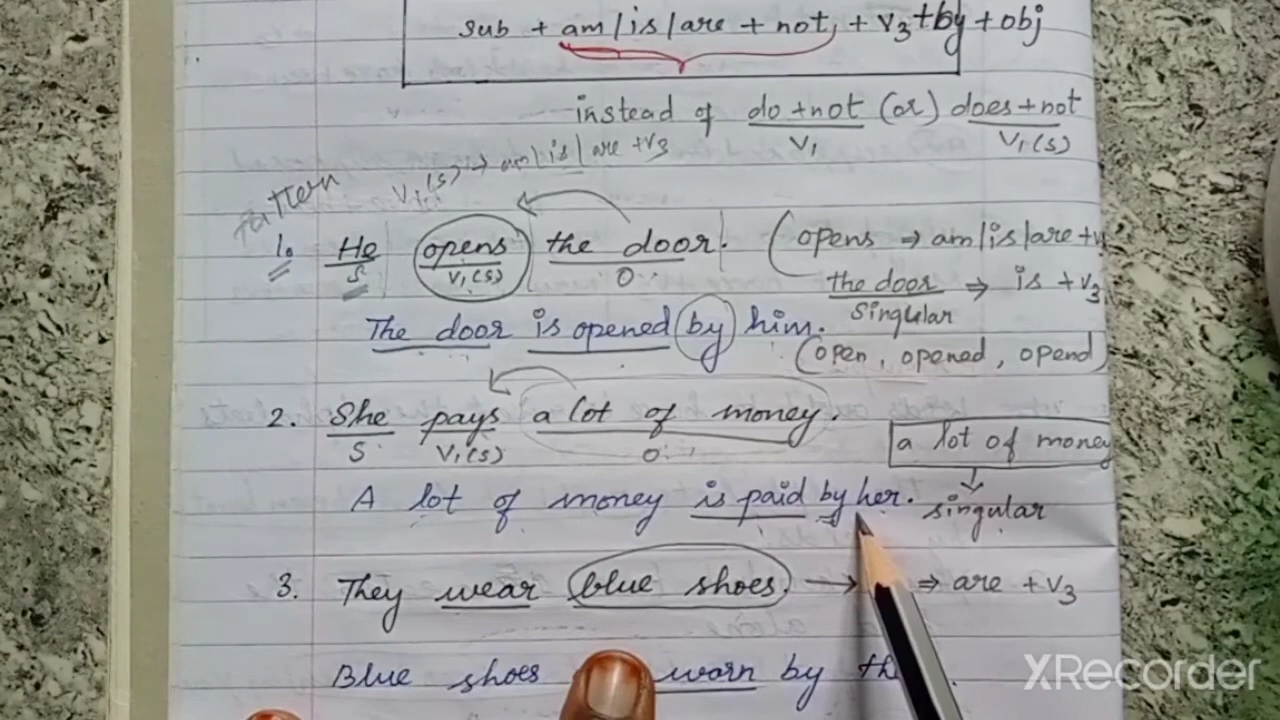 sub + am/is/are + not + V3 + by + obj
instead of do + not (or) does + not
V1 V1(s)
Pattern V1(s) → am/is/are + V3
1. He opens the door. (opens ⇒ am/is/are + v
S V1(s) O
the door ⇒ is + V3
singular
The door is opened by him.
(open, opened, opend)
2. She pays a lot of money.
S V1(s) O
a lot of money
A lot of money is paid by her.
singular
3. They wear blue shoes. → ⇒ are + V3
Blue shoes worn by
XRecorder